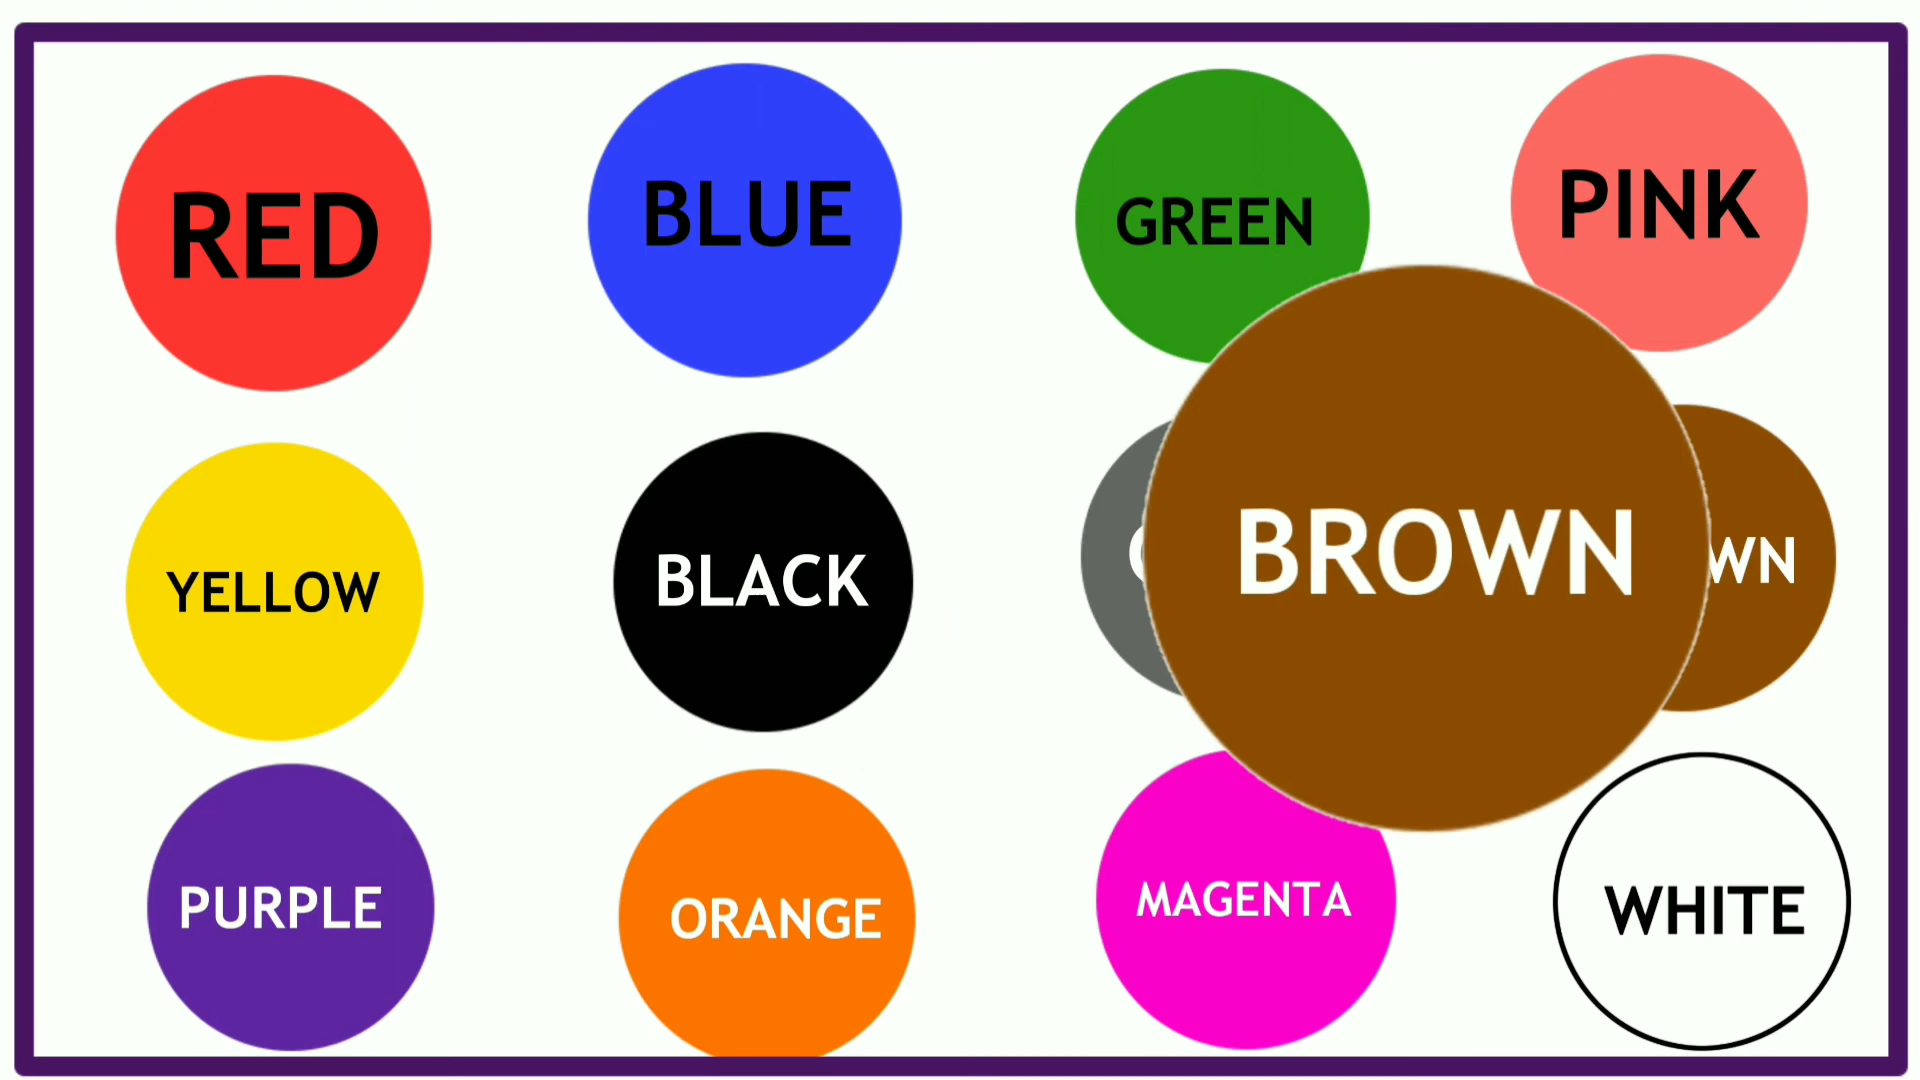 RED
BLUE
GREEN
PINK
YELLOW
BLACK
BROWN
WN
PURPLE
ORANGE
MAGENTA
WHITE